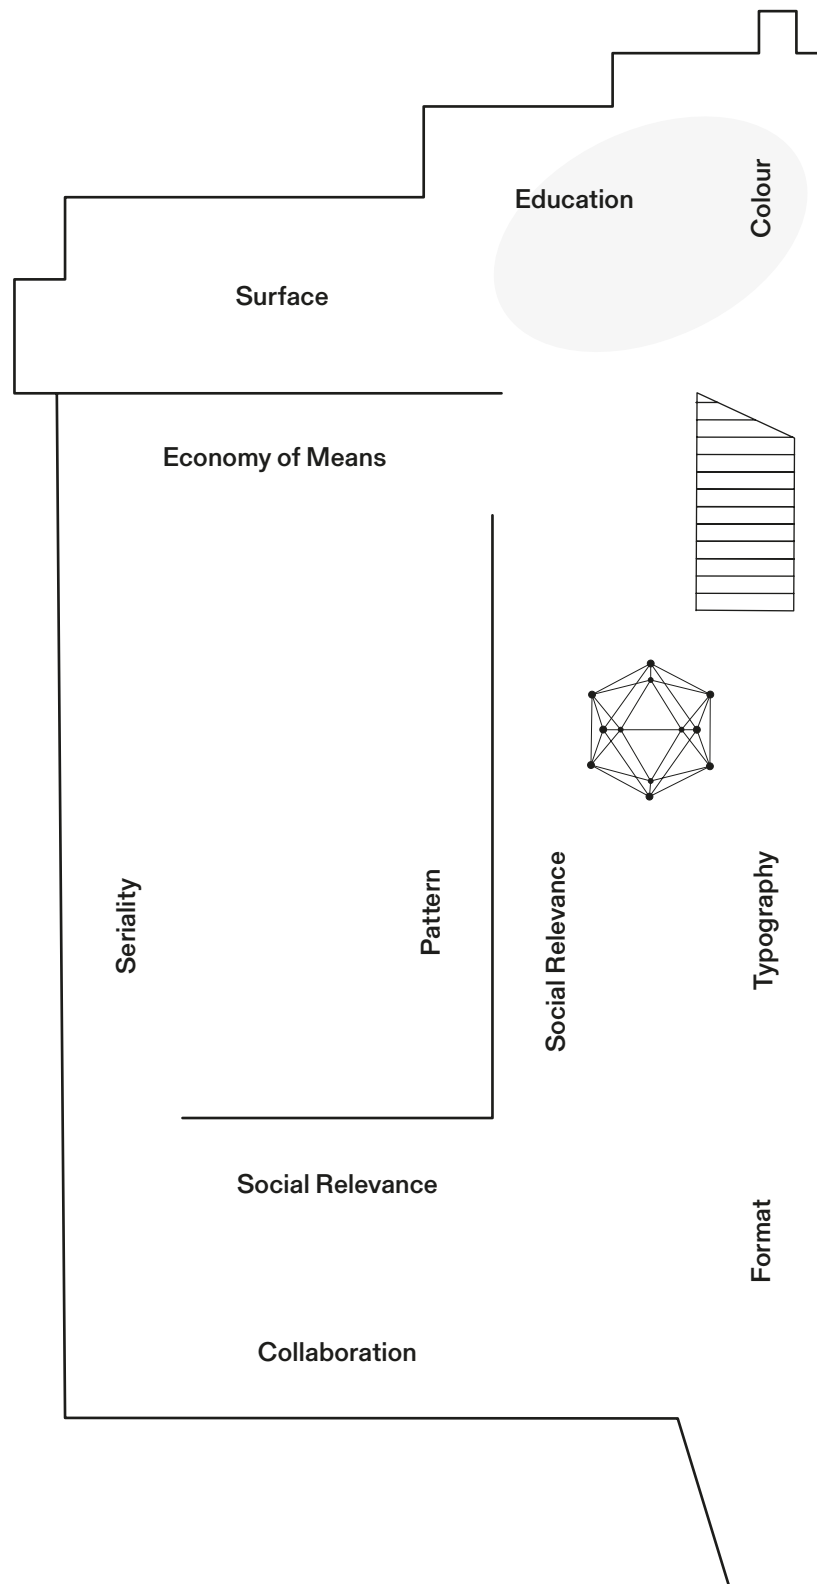 Education
Colour
Surface
Economy of Means
Seriality
Pattern
Social Relevance
Typography
Social Relevance
Format
Collaboration